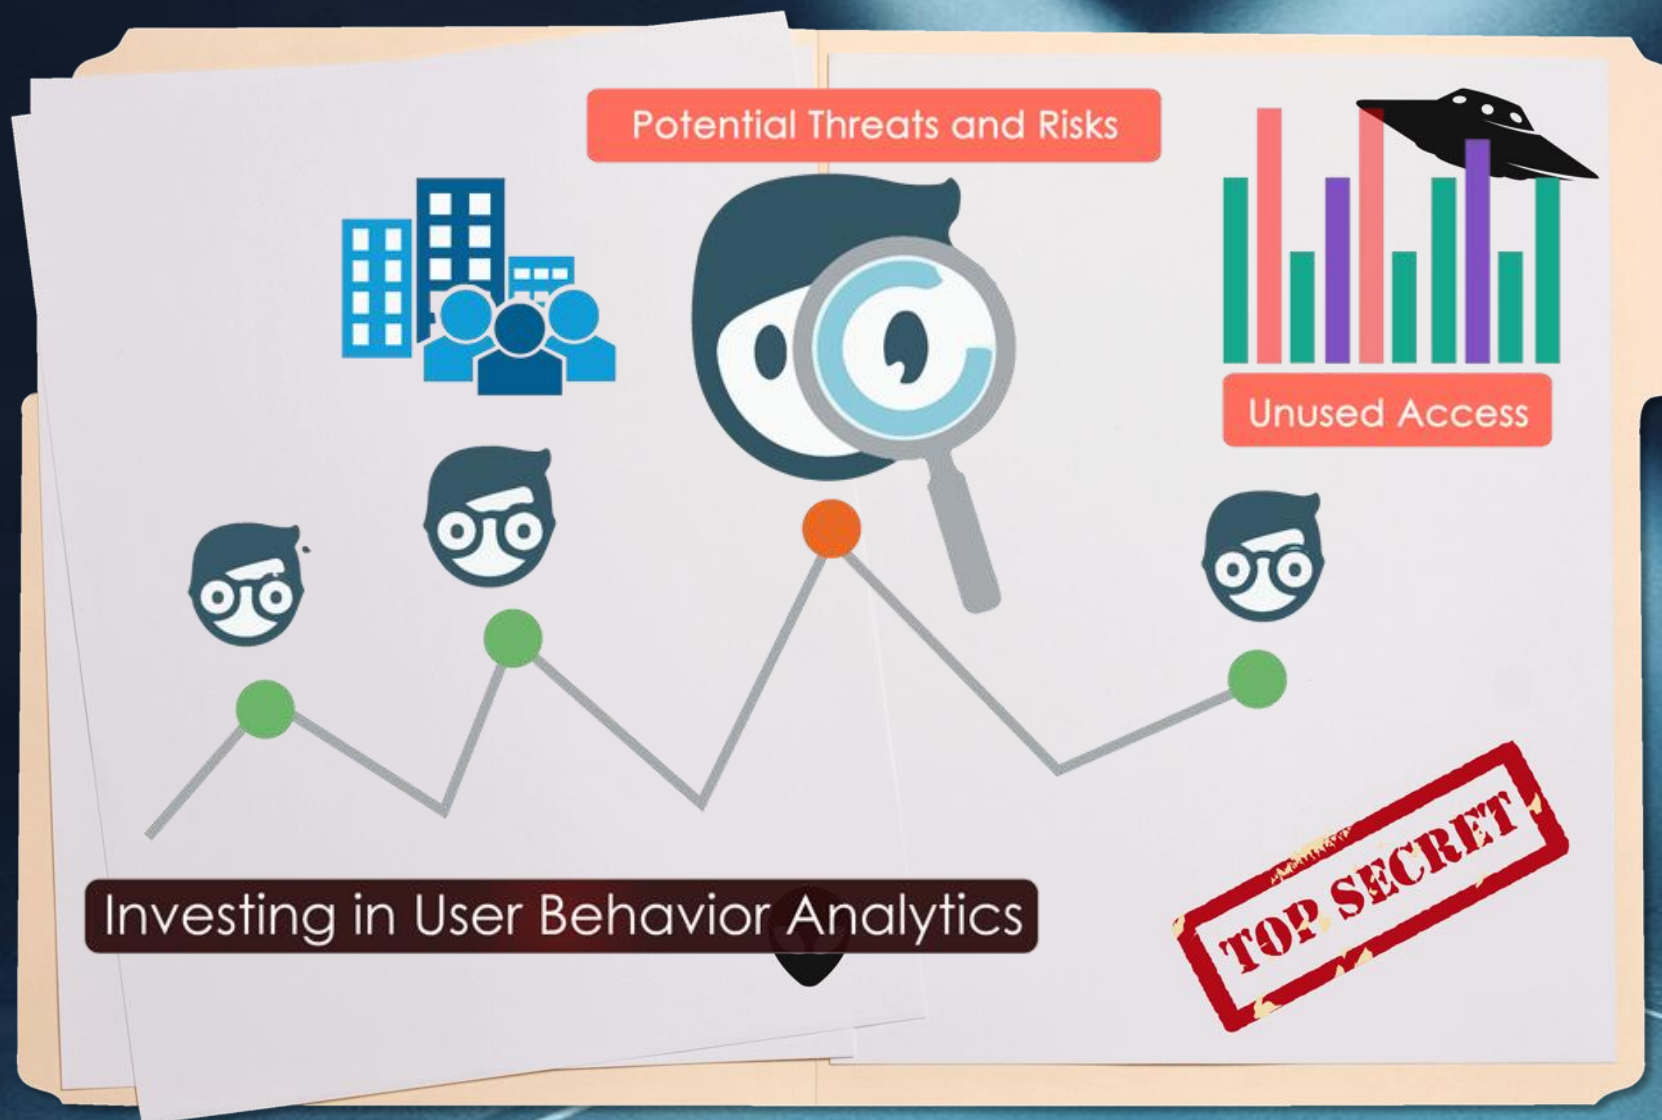 Potential Threats and Risks
Unused Access
Investing in User Behavior Analytics
TOP SECRET